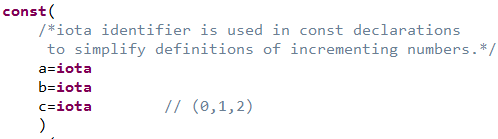 const(
/*iota identifier is used in const declarations
to simplify definitions of incrementing numbers.*/
a=iota
b=iota
c=iota // (0,1,2)
)